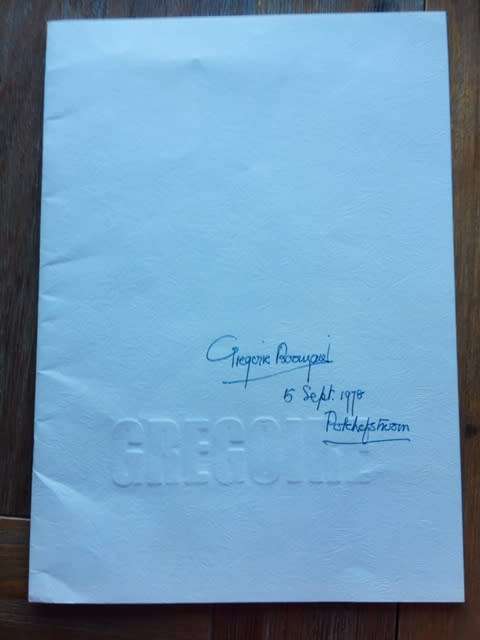 Gregoire Boonzaier
5 Sept. 1978
Potchefstroom
GREGOIRE